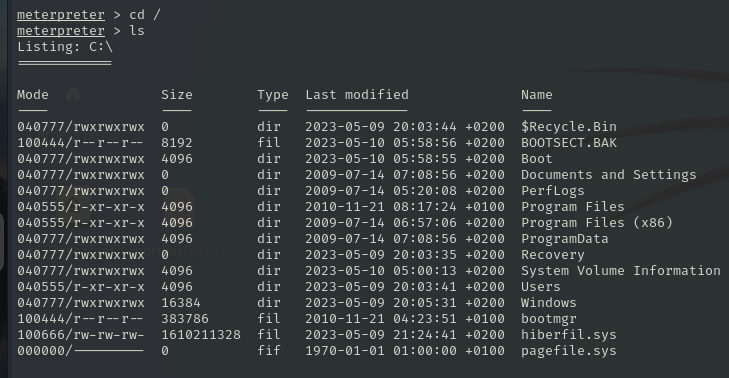 meterpreter > cd /
meterpreter > ls
Listing: C:\
============
Mode Size Type Last modified Name
---- ---- ---- ------------- ----
040777/rwxrwxrwx 0 dir 2023-05-09 20:03:44 +0200 $Recycle.Bin
100444/r--r--r-- 8192 fil 2023-05-10 05:58:56 +0200 BOOTSECT.BAK
040777/rwxrwxrwx 4096 dir 2023-05-10 05:58:55 +0200 Boot
040777/rwxrwxrwx 0 dir 2009-07-14 07:08:56 +0200 Documents and Settings
040777/rwxrwxrwx 0 dir 2009-07-14 05:20:08 +0200 PerfLogs
040555/r-xr-xr-x 4096 dir 2010-11-21 08:17:24 +0100 Program Files
040555/r-xr-xr-x 4096 dir 2009-07-14 06:57:06 +0200 Program Files (x86)
040777/rwxrwxrwx 4096 dir 2009-07-14 07:08:56 +0200 ProgramData
040777/rwxrwxrwx 0 dir 2023-05-09 20:03:35 +0200 Recovery
040777/rwxrwxrwx 4096 dir 2023-05-10 05:00:13 +0200 System Volume Information
040555/r-xr-xr-x 4096 dir 2023-05-09 20:03:41 +0200 Users
040777/rwxrwxrwx 16384 dir 2023-05-09 20:05:31 +0200 Windows
100444/r--r--r-- 383786 fil 2010-11-21 04:23:51 +0100 bootmgr
100666/rw-rw-rw- 1610211328 fil 2023-05-09 21:24:41 +0200 hiberfil.sys
000000/--------- 0 fif 1970-01-01 01:00:00 +0100 pagefile.sys